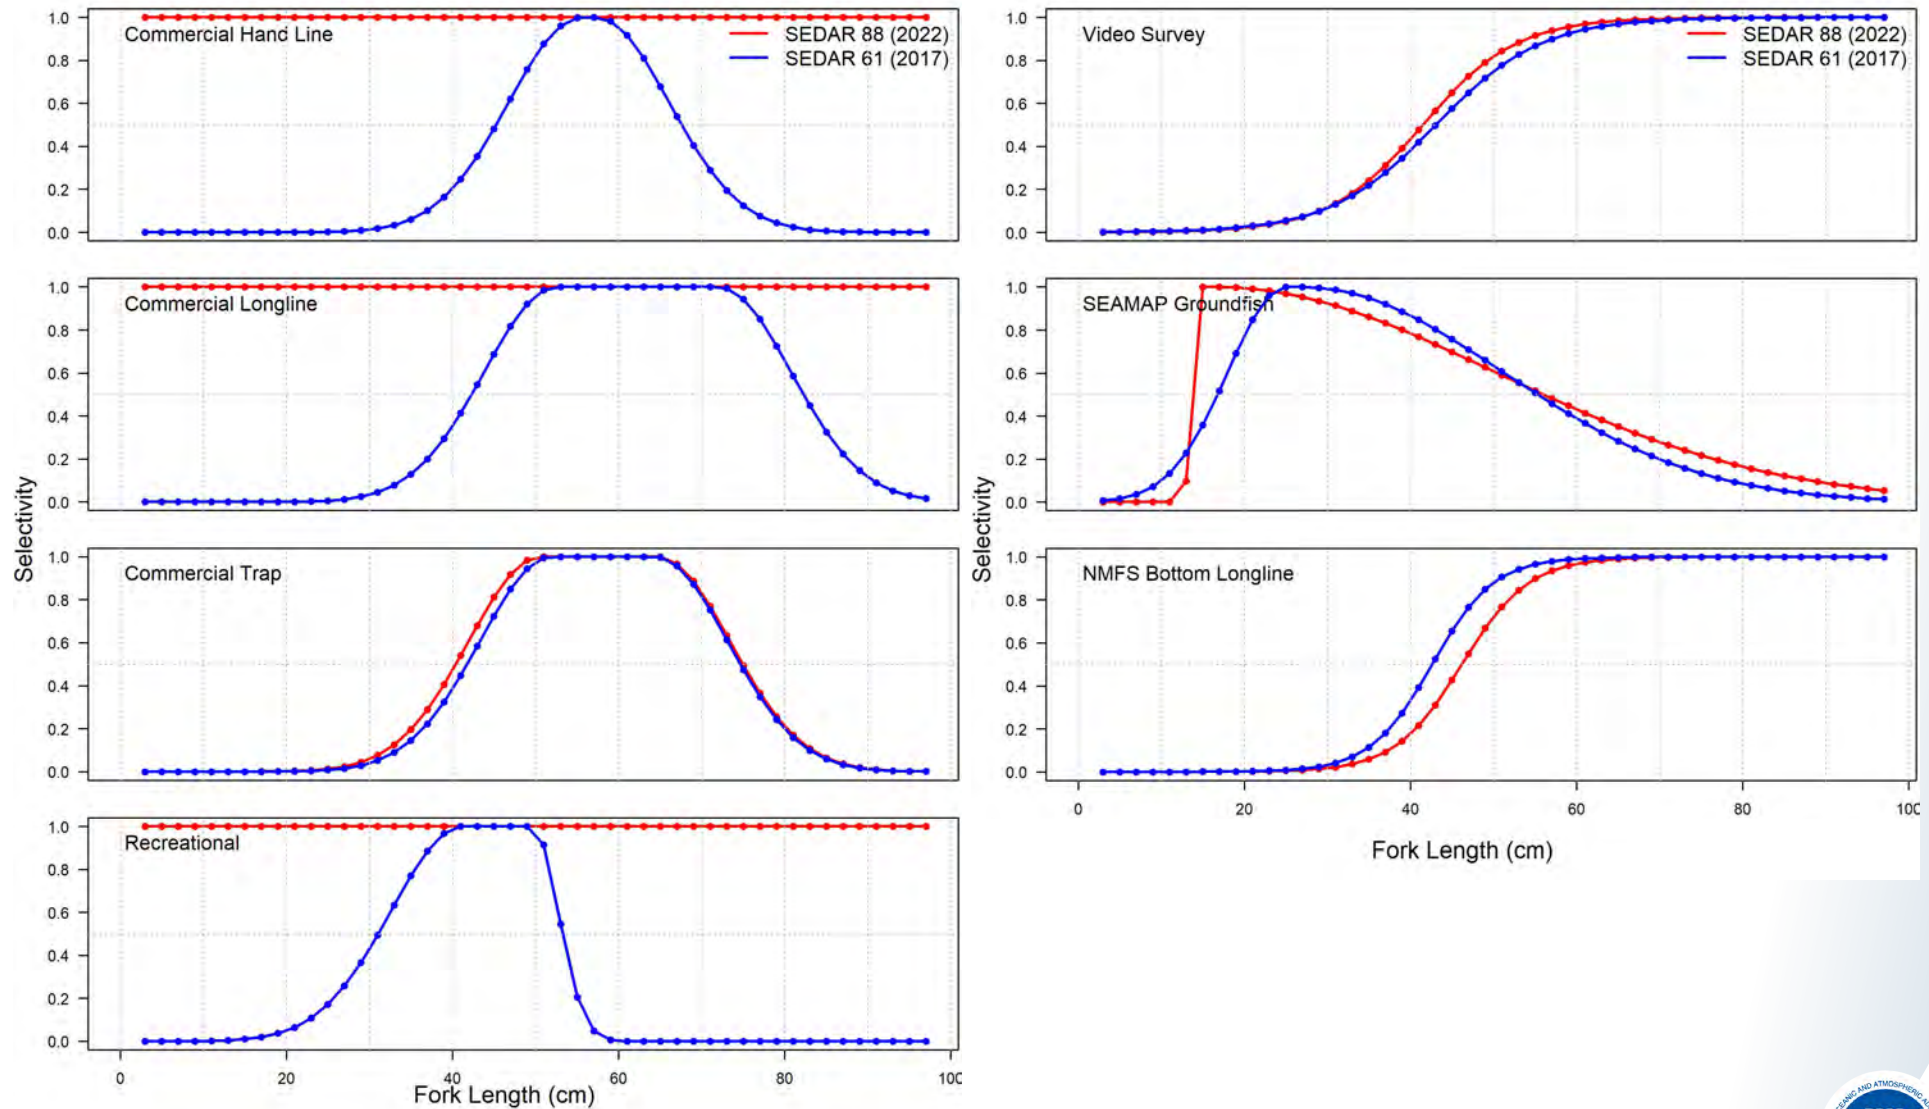 Commercial Hand Line
SEDAR 88 (2022)
SEDAR 61 (2017)
1.0
0.8
0.6
0.4
0.2
0.0
Commercial Longline
1.0
0.8
0.6
0.4
0.2
0.0
Selectivity
Commercial Trap
1.0
0.8
0.6
0.4
0.2
0.0
Recreational
1.0
0.8
0.6
0.4
0.2
0.0
0 20 40 60 80 100
Fork Length (cm)
Video Survey
SEDAR 88 (2022)
SEDAR 61 (2017)
1.0
0.8
0.6
0.4
0.2
0.0
SEAMAP Groundfish
1.0
0.8
0.6
0.4
0.2
0.0
Selectivity
NMFS Bottom Longline
1.0
0.8
0.6
0.4
0.2
0.0
0 20 40 60 80 100
Fork Length (cm)
AND ATMOSPHERIC